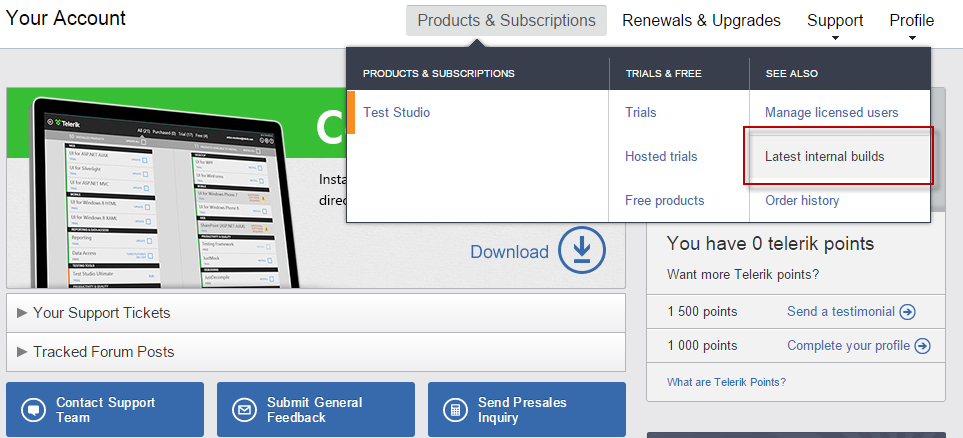 Your Account
Products & Subscriptions
Renewals & Upgrades
Support
Profile
PRODUCTS & SUBSCRIPTIONS
TRIALS & FREE
SEE ALSO
Test Studio
Trials
Manage licensed users
Hosted trials
Latest internal builds
Free products
Order history
C
Insta
direc
Download
Telerik
All (21) Purchased (0) Trial (17) Free (4)
UI for ASP.NET AJAX
UI for Silverlight
UI for ASP.NET MVC
UI for Windows 8 HTML
UI for Windows 8 XAML
Reporting
Data Access
Test Studio Ultimate
UI for WPF
UI for WinForms
UI for Windows Phone 7
UI for Windows Phone 8
Testing Framework
JustMock
JustDecompile
You have 0 telerik points
Want more Telerik points?
1 500 points
Send a testimonial
1 000 points
Complete your profile
What are Telerik Points?
Your Support Tickets
Tracked Forum Posts
Contact Support
Team
Submit General
Feedback
Send Presales
Inquiry